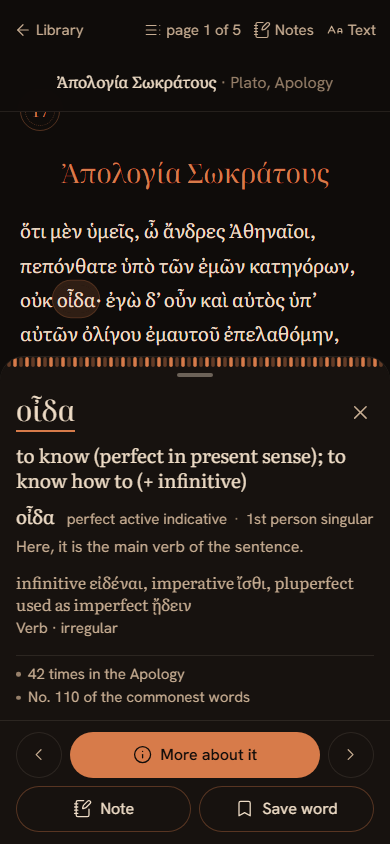 Library
page 1 of 5
Notes
Text
Ἀπολογία Σωκράτους · Plato, Apology
17
Ἀπολογία Σωκράτους
ὅτι μὲν ὑμεῖς, ὦ ἄνδρες Ἀθηναῖοι,
πεπόνθατε ὑπὸ τῶν ἐμῶν κατηγόρων,
οὐκ οἶδα· ἐγὼ δ’ οὖν καὶ αὐτὸς ὑπ’
αὐτῶν ὀλίγου ἐμαυτοῦ ἐπελαθόμην,
οἶδα
to know (perfect in present sense); to
know how to (+ infinitive)
οἶδα perfect active indicative · 1st person singular
Here, it is the main verb of the sentence.
infinitive εἰδέναι, imperative ἴσθι, pluperfect
used as imperfect ᾔδειν
Verb · irregular
42 times in the Apology
No. 110 of the commonest words
More about it
Note
Save word